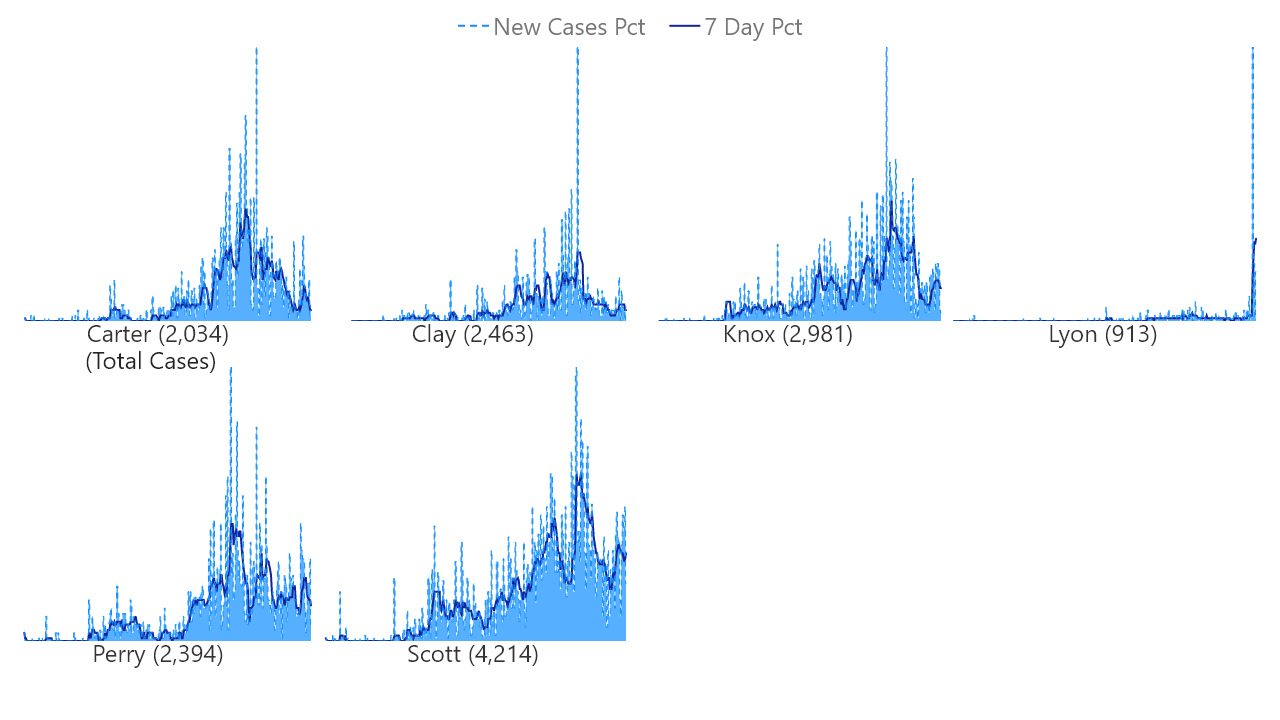 New Cases Pct 7 Day Pct
Carter (2,034) Clay (2,463) Knox (2,981) Lyon (913)
(Total Cases)
Perry (2,394) Scott (4,214)